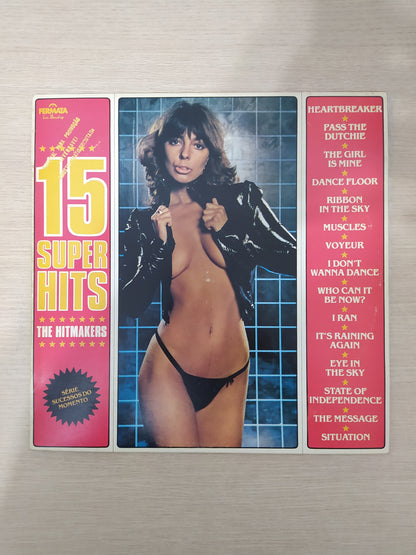 FERMATA
15
SUPER
HITS
THE HITMAKERS
SÉRIE
SUCESSOS DO
MOMENTO
HEARTBREAKER
PASS THE
DUTCHIE
THE GIRL
IS MINE
DANCE FLOOR
RIBBON
IN THE SKY
MUSCLES
VOYEUR
I DON'T
WANNA DANCE
WHO CAN IT
BE NOW?
I RAN
IT'S RAINING
AGAIN
EYE IN
THE SKY
STATE OF
INDEPENDENCE
THE MESSAGE
SITUATION